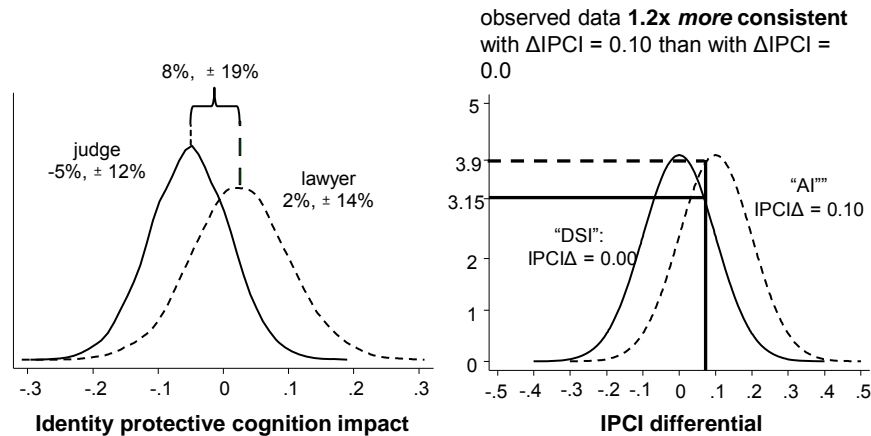 observed data 1.2x more consistent
with ΔIPCI = 0.10 than with ΔIPCI =
0.0
8%, ± 19%
judge
-5%, ± 12%
lawyer
2%, ± 14%
-.3 -.2 -.1 0 .1 .2 .3
Identity protective cognition impact
5
3.9
3.15
2
1
0
"AI""
IPCIΔ = 0.10
"DSI":
IPCIΔ = 0.00
-.5 -.4 -.3 -.2 -.1 0 .1 .2 .3 .4 .5
IPCI differential